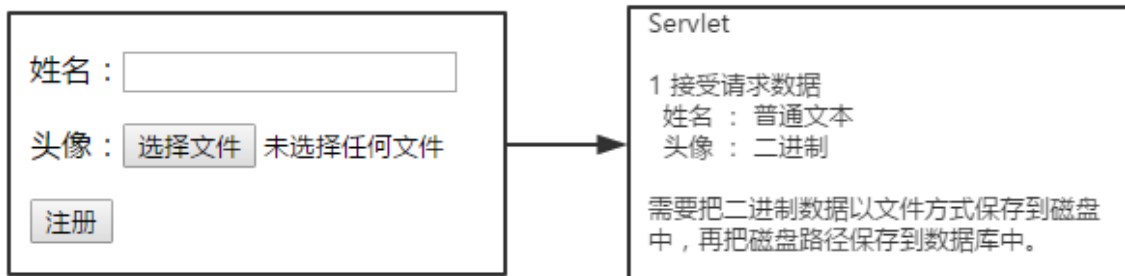 姓名：
头像：选择文件 未选择任何文件
注册
Servlet
1 接受请求数据
姓名 ： 普通文本
头像 ： 二进制
需要把二进制数据以文件方式保存到磁盘
中，再把磁盘路径保存到数据库中。